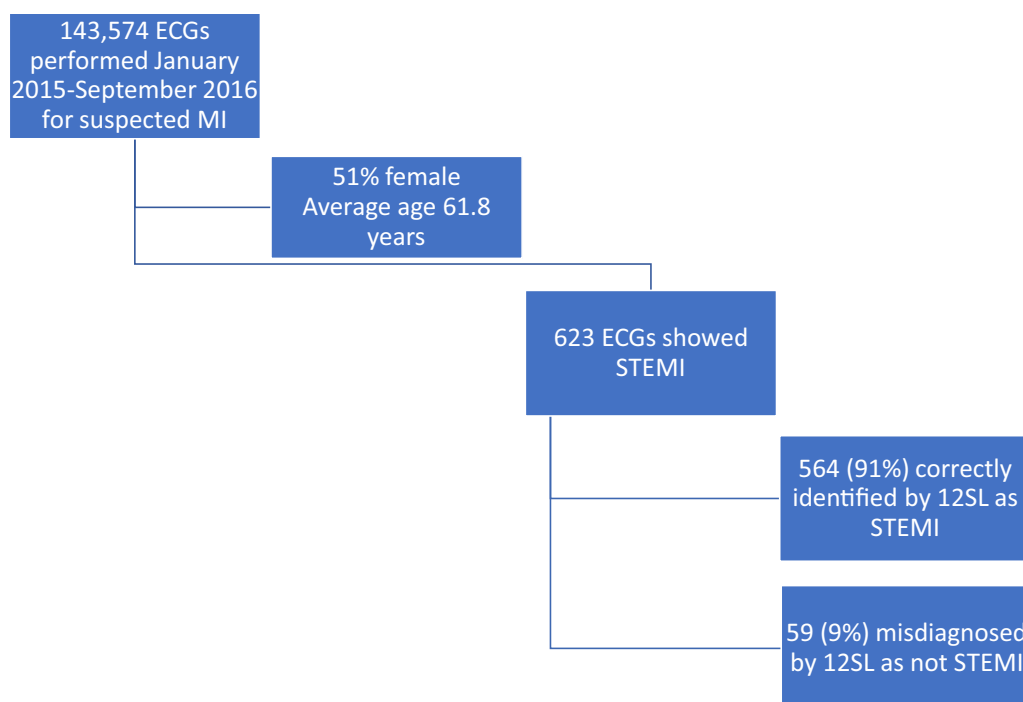 143,574 ECGs
performed January
2015-September 2016
for suspected MI
51% female
Average age 61.8
years
623 ECGs showed
STEMI
564 (91%) correctly
identified by 12SL as
STEMI
59 (9%) misdiagnosed
by 12SL as not STEMI